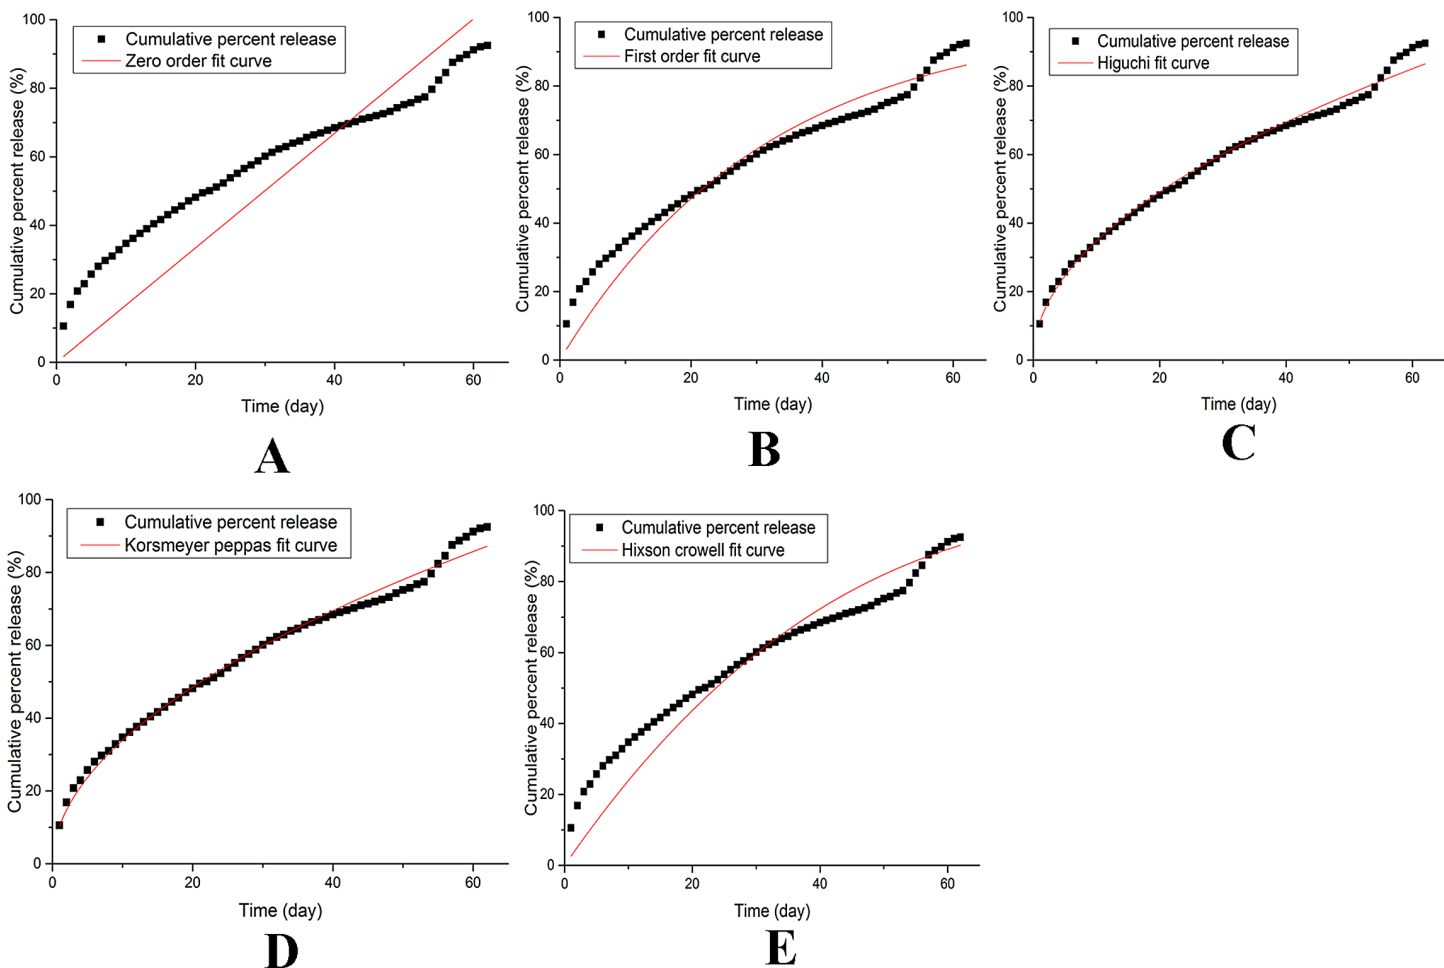 Cumulative percent release
Zero order fit curve
Cumulative percent release (%)
100
80
60
40
20
0
0 20 40 60
Time (day)
A
Cumulative percent release
First order fit curve
Cumulative percent release (%)
100
80
60
40
20
0
0 20 40 60
Time (day)
B
Cumulative percent release
Higuchi fit curve
Cumulative percent release (%)
100
80
60
40
20
0
0 20 40 60
Time (day)
C
Cumulative percent release
Korsmeyer peppas fit curve
Cumulative percent release (%)
100
80
60
40
20
0
0 20 40 60
Time (day)
D
Cumulative percent release
Hixson crowell fit curve
Cumulative percent release (%)
100
80
60
40
20
0
0 20 40 60
Time (day)
E